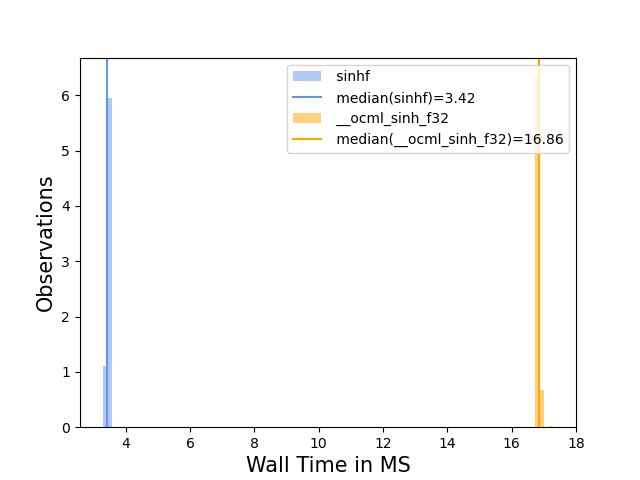 sinhf
median(sinhf)=3.42
__ocml_sinh_f32
median(__ocml_sinh_f32)=16.86
6
5
4
3
2
1
0
Observations
4 6 8 10 12 14 16 18
Wall Time in MS